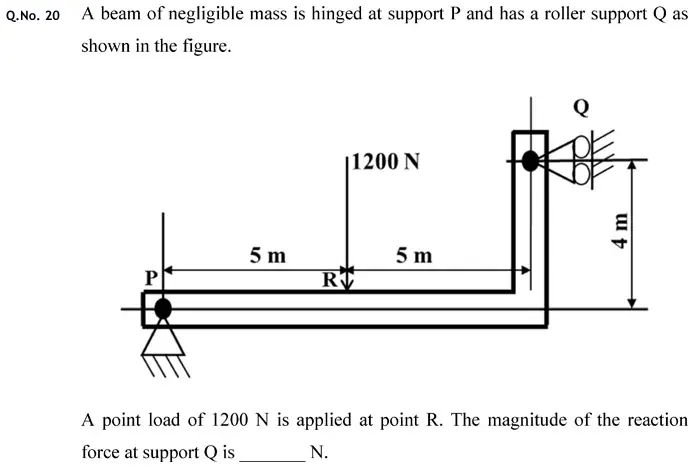 Q.No. 20 A beam of negligible mass is hinged at support P and has a roller support Q as
shown in the figure.
Q
1200 N
5 m 5 m
4 m
P
R
A point load of 1200 N is applied at point R. The magnitude of the reaction
force at support Q is _______ N.